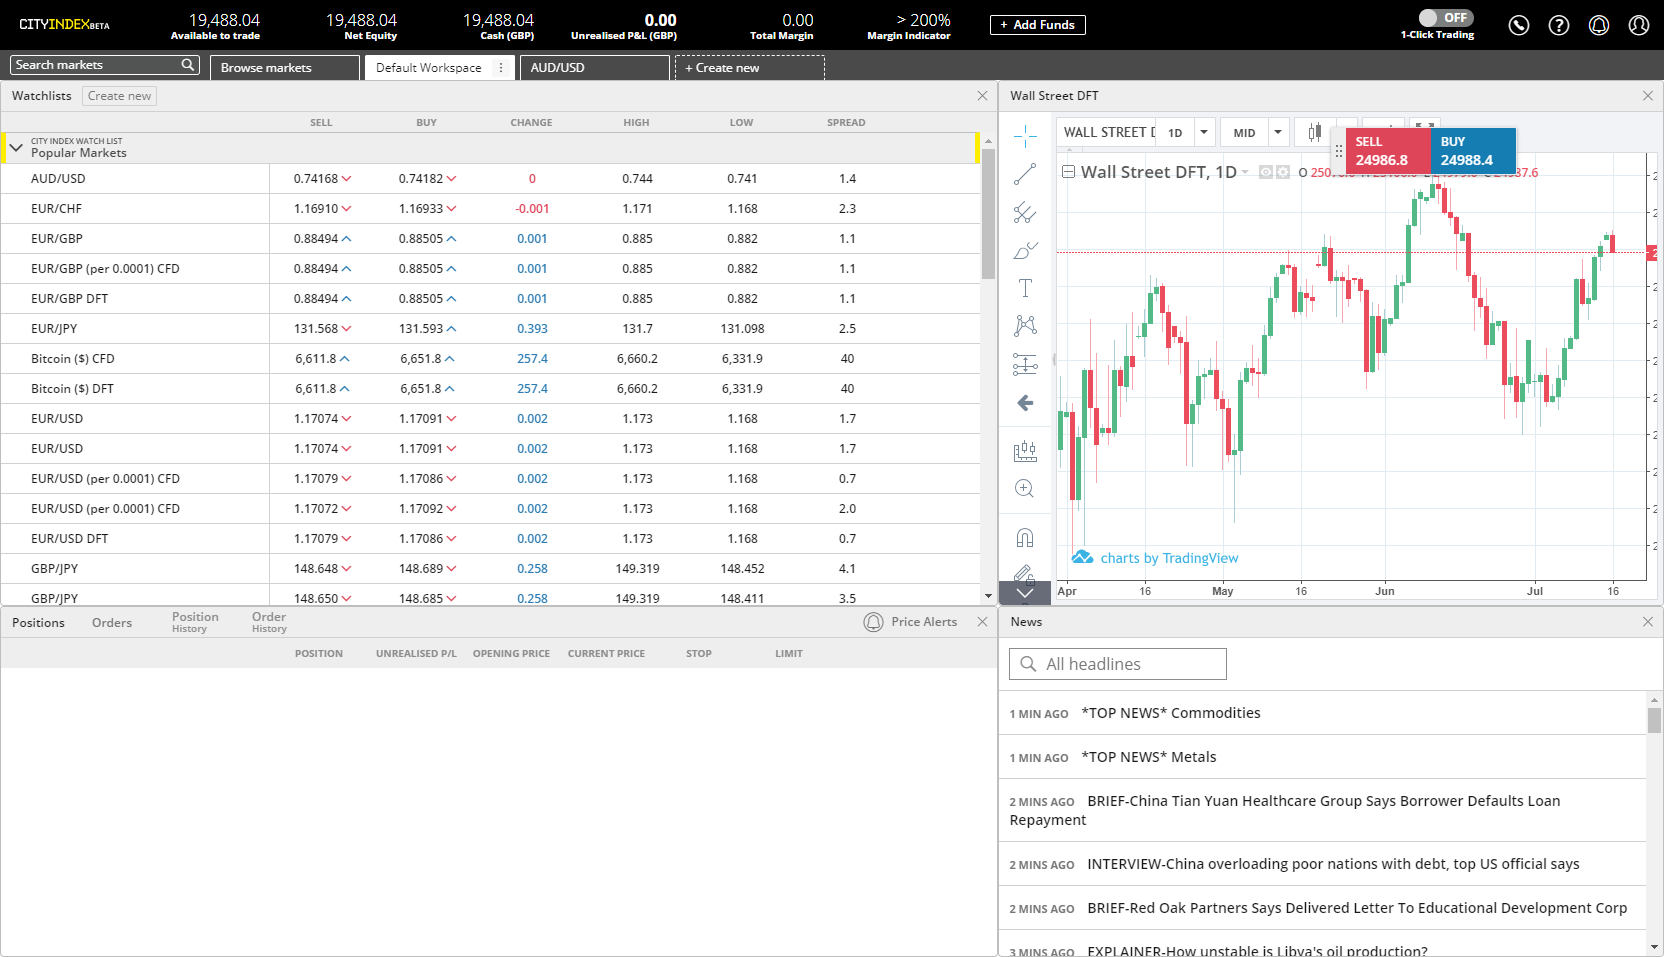 CITYINDEXBETA
19,488.04 19,488.04 19,488.04 0.00 0.00 > 200%
Available to trade Net Equity Cash (GBP) Unrealised P&L (GBP) Total Margin Margin Indicator
+ Add Funds
OFF
1-Click Trading
Search markets
Browse markets
Default Workspace
AUD/USD
+ Create new
Watchlists Create new
SELL BUY CHANGE HIGH LOW SPREAD
CITY INDEX WATCH LIST
Popular Markets
AUD/USD 0.74168 0.74182 0 0.744 0.741 1.4
EUR/CHF 1.16910 1.16933 -0.001 1.171 1.168 2.3
EUR/GBP 0.88494 0.88505 0.001 0.885 0.882 1.1
EUR/GBP (per 0.0001) CFD 0.88494 0.88505 0.001 0.885 0.882 1.1
EUR/GBP DFT 0.88494 0.88505 0.001 0.885 0.882 1.1
EUR/JPY 131.568 131.593 0.393 131.7 131.098 2.5
Bitcoin ($) CFD 6,611.8 6,651.8 257.4 6,660.2 6,331.9 40
Bitcoin ($) DFT 6,611.8 6,651.8 257.4 6,660.2 6,331.9 40
EUR/USD 1.17074 1.17091 0.002 1.173 1.168 1.7
EUR/USD 1.17074 1.17091 0.002 1.173 1.168 1.7
EUR/USD (per 0.0001) CFD 1.17079 1.17086 0.002 1.173 1.168 0.7
EUR/USD (per 0.0001) CFD 1.17072 1.17092 0.002 1.173 1.168 2.0
EUR/USD DFT 1.17079 1.17086 0.002 1.173 1.168 0.7
GBP/JPY 148.648 148.689 0.258 149.319 148.452 4.1
GBP/JPY 148.650 148.685 0.258 149.319 148.411 3.5
Wall Street DFT
WALL STREET 1D MID
SELL BUY
24986.8 24988.4
Wall Street DFT, 1D O
charts by TradingView
Apr 16 May 16 Jun Jul 16
Positions Orders Position History Order History Price Alerts
POSITION UNREALISED P/L OPENING PRICE CURRENT PRICE STOP LIMIT
News
All headlines
1 MIN AGO *TOP NEWS* Commodities
1 MIN AGO *TOP NEWS* Metals
2 MINS AGO BRIEF-China Tian Yuan Healthcare Group Says Borrower Defaults Loan
Repayment
2 MINS AGO INTERVIEW-China overloading poor nations with debt, top US official says
2 MINS AGO BRIEF-Red Oak Partners Says Delivered Letter To Educational Development Corp
3 MINS AGO EXPLAINER-How unstable is Libya's oil production?